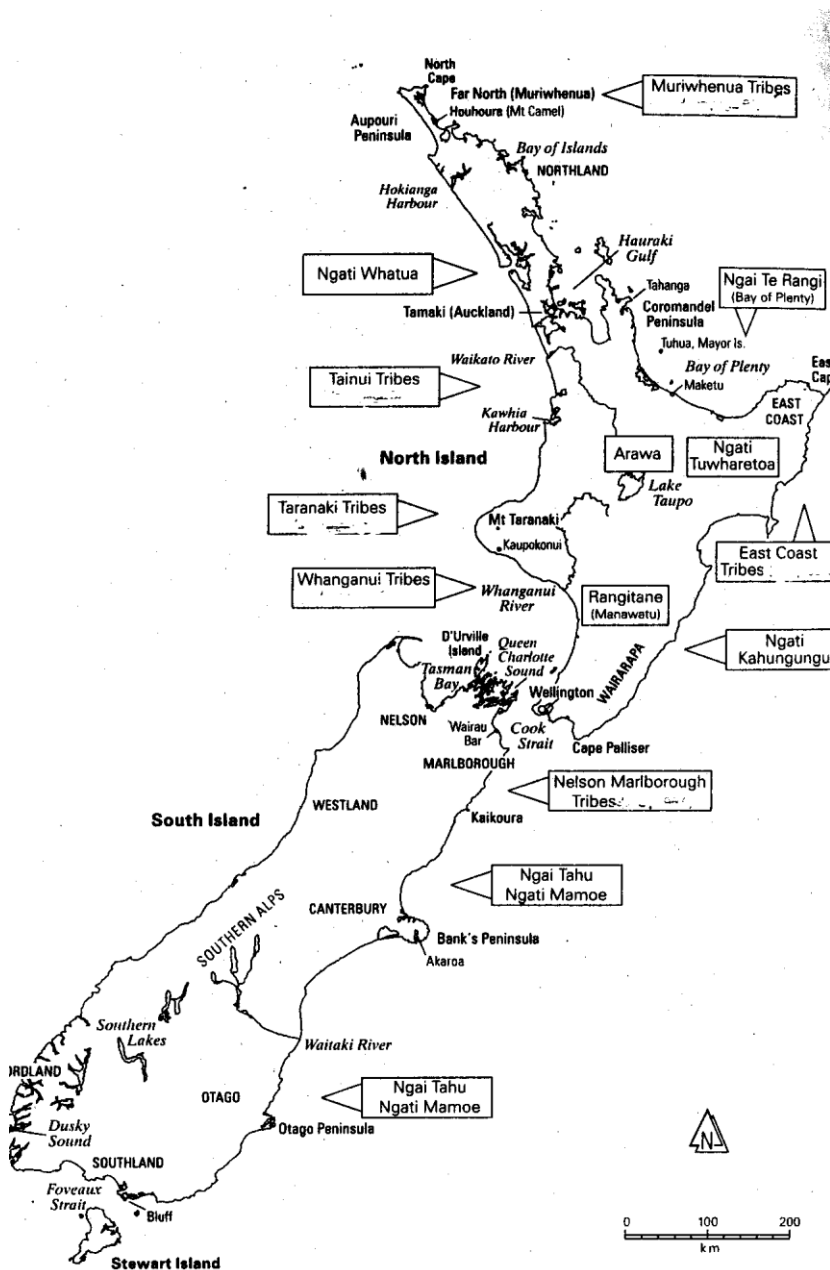 North
Cape
Far North (Muriwhenua)
Muriwhenua Tribes
Houhoura (Mt Camel)
Aupouri
Peninsula
Bay of Islands
NORTHLAND
Hokianga
Harbour
Hauraki
Gulf
Ngati Whatua
Tahanga
Ngai Te Rangi
(Bay of Plenty)
Tamaki (Auckland)
Coromandel
Peninsula
Tuhua, Mayor Is.
Waikato River
Bay of Plenty
Tainui Tribes
Maketu
Eas
Cap
EAST
COAST
Kawhia
Harbour
North Island
Arawa
Ngati
Tuwharetoa
Lake
Taupo
Taranaki Tribes
Mt Taranaki
Kaupokonui
East Coast
Tribes
Whanganui Tribes
Whanganui
River
Rangitane
(Manawatu)
Ngati
Kahungungu
D'Urville
Island
Queen
Charlotte
Sound
Tasman
Bay
WAIRARAPA
Wellington
NELSON
Wairau
Bar
Cook
Strait
Cape Palliser
MARLBOROUGH
Nelson Marlborough
Tribes
WESTLAND
South Island
Kaikoura
Ngai Tahu
Ngati Mamoe
CANTERBURY
SOUTHERN ALPS
Bank's Peninsula
Akaroa
Southern
Lakes
Waitaki River
ORDLAND
OTAGO
Ngai Tahu
Ngati Mamoe
Otago Peninsula
Dusky
Sound
N
SOUTHLAND
Foveaux
Strait
Bluff
0 100 200
km
Stewart Island